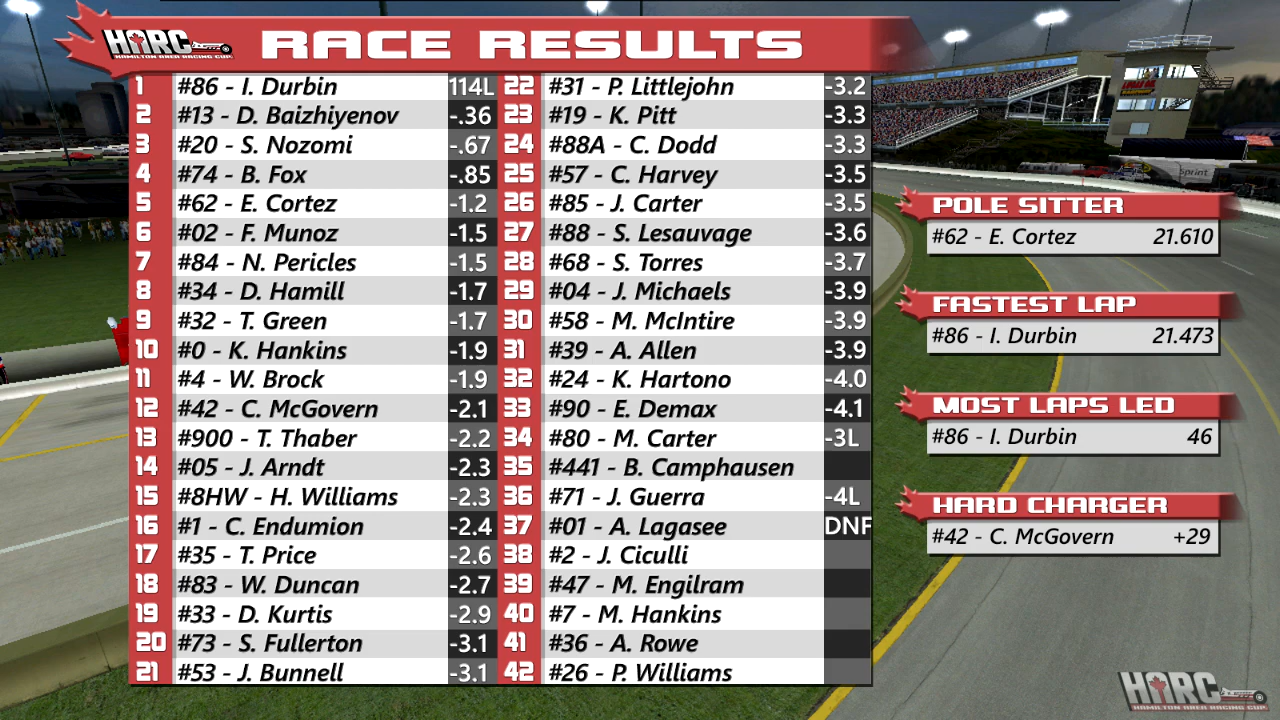 HARC
HAMILTON AREA RACING CUP
RACE RESULTS
1 #86 - I. Durbin 114L
2 #13 - D. Baizhiyenov -.36
3 #20 - S. Nozomi -.67
4 #74 - B. Fox -.85
5 #62 - E. Cortez -1.2
6 #02 - F. Munoz -1.5
7 #84 - N. Pericles -1.5
8 #34 - D. Hamill -1.7
9 #32 - T. Green -1.7
10 #0 - K. Hankins -1.9
11 #4 - W. Brock -1.9
12 #42 - C. McGovern -2.1
13 #900 - T. Thaber -2.2
14 #05 - J. Arndt -2.3
15 #8HW - H. Williams -2.3
16 #1 - C. Endumion -2.4
17 #35 - T. Price -2.6
18 #83 - W. Duncan -2.7
19 #33 - D. Kurtis -2.9
20 #73 - S. Fullerton -3.1
21 #53 - J. Bunnell -3.1
22 #31 - P. Littlejohn -3.2
23 #19 - K. Pitt -3.3
24 #88A - C. Dodd -3.3
25 #57 - C. Harvey -3.5
26 #85 - J. Carter -3.5
27 #88 - S. Lesauvage -3.6
28 #68 - S. Torres -3.7
29 #04 - J. Michaels -3.9
30 #58 - M. McIntire -3.9
31 #39 - A. Allen -3.9
32 #24 - K. Hartono -4.0
33 #90 - E. Demax -4.1
34 #80 - M. Carter -3L
35 #441 - B. Camphausen
36 #71 - J. Guerra -4L
37 #01 - A. Lagasee DNF
38 #2 - J. Ciculli
39 #47 - M. Engilram
40 #7 - M. Hankins
41 #36 - A. Rowe
42 #26 - P. Williams
Sprint
POLE SITTER
#62 - E. Cortez 21.610
FASTEST LAP
#86 - I. Durbin 21.473
MOST LAPS LED
#86 - I. Durbin 46
HARD CHARGER
#42 - C. McGovern +29
HARC
HAMILTON AREA RACING CUP